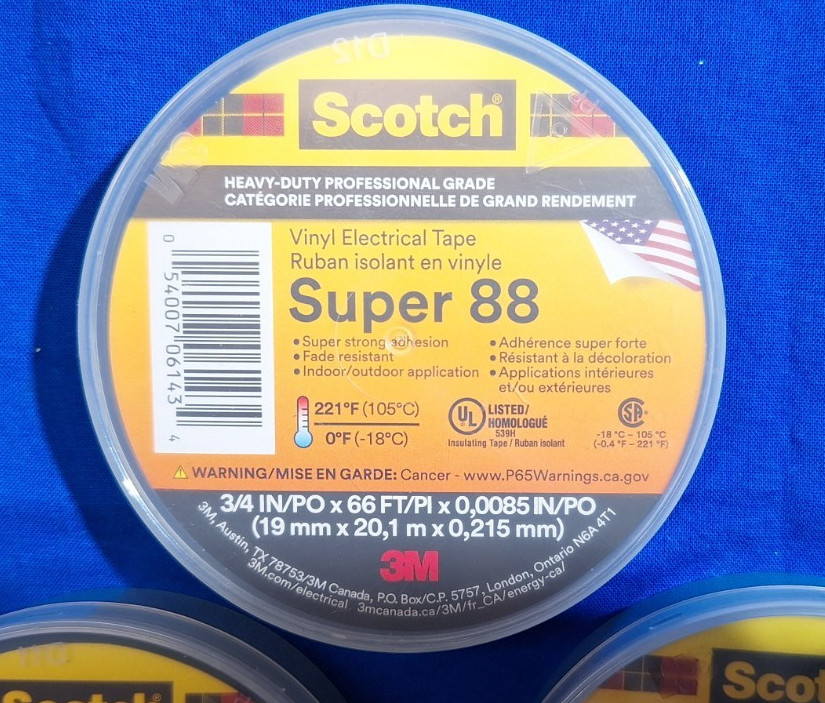 D12
Scotch®
HEAVY-DUTY PROFESSIONAL GRADE
CATÉGORIE PROFESSIONNELLE DE GRAND RENDEMENT
Vinyl Electrical Tape
Ruban isolant en vinyle
Super 88
• Super strong adhesion
• Fade resistant
• Indoor/outdoor application
• Adhérence super forte
• Résistant à la décoloration
• Applications intérieures
et/ou extérieures
0 54007 06143 4
221°F (105°C)
0°F (-18°C)
UL LISTED/
HOMOLOGUÉ
539H
Insulating Tape / Ruban isolant
SA
-18 °C – 105 °C
(-0.4 °F – 221 °F)
WARNING/MISE EN GARDE: Cancer - www.P65Warnings.ca.gov
3/4 IN/PO x 66 FT/PI x 0,0085 IN/PO
(19 mm x 20,1 m x 0,215 mm)
3M
3M, Austin, TX 78753/3M Canada, P.O. Box/C.P. 5757, London, Ontario N6A 4T1
3M.com/electrical 3mcanada.ca/3M/fr_CA/energy-ca/
Scotch®
Scot